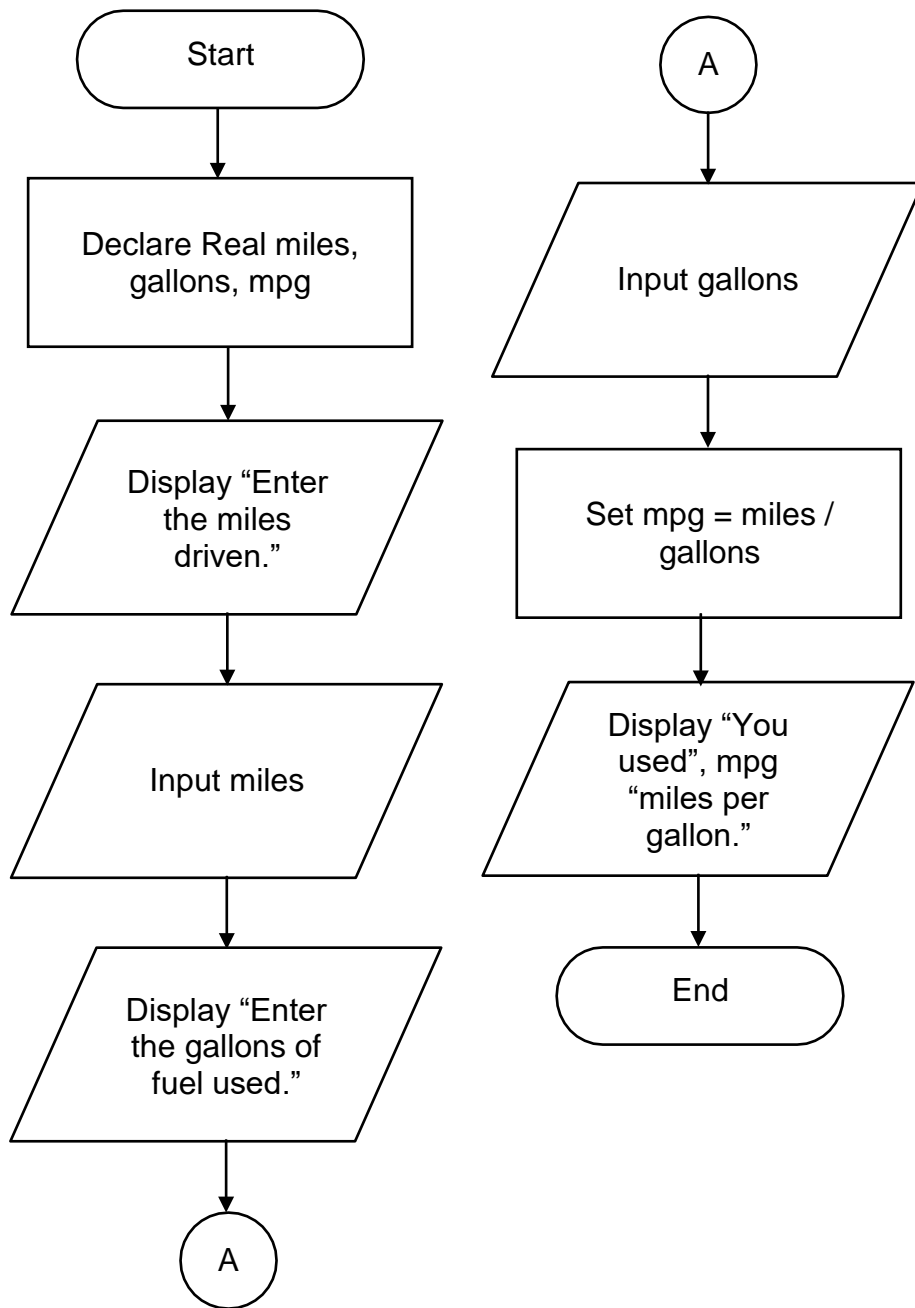 Start
Declare Real miles,
gallons, mpg
Display “Enter
the miles
driven.”
Input miles
Display “Enter
the gallons of
fuel used.”
A
A
Input gallons
Set mpg = miles /
gallons
Display “You
used”, mpg
“miles per
gallon.”
End